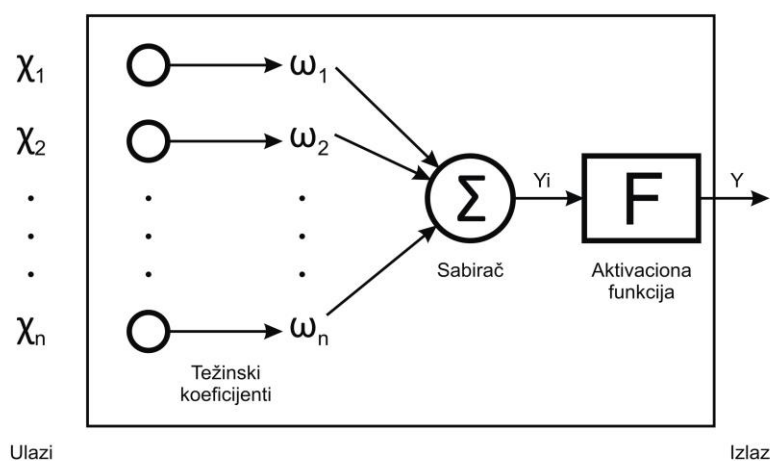 χ1 ω1
χ2 ω2
. . .
. . .
. . .
χn ωn
Σ
Yi
F
Y
Sabirač
Aktivaciona
funkcija
Težinski
koeficijenti
Ulazi
Izlaz